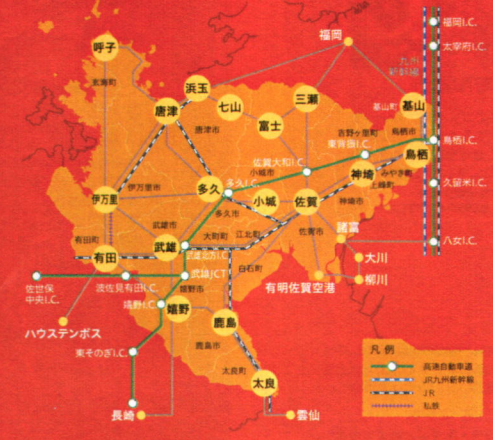 福岡I.C.
福岡
太宰府I.C.
呼子
九州
新幹線
玄海町
浜玉
七山
三瀬
基山町
基山
唐津
富士
唐津市
吉野ヶ里町
鳥栖市
東背振I.C.
鳥栖I.C.
鳥栖
佐賀大和I.C.
小城市
神埼
みやき町
上峰町
久留米I.C.
伊万里市
多久
多久I.C.
伊万里
小城
佐賀
神埼市
多久市
武雄市
諸富
大町町
江北町
佐賀市
有田町
武雄
八女I.C.
武雄北方I.C.
有田
大川
白石町
武雄JCT
柳川
佐世保
中央I.C.
波佐見有田I.C.
嬉野市
有明佐賀空港
嬉野I.C.
嬉野
鹿島
ハウステンボス
鹿島市
東そのぎI.C.
太良町
太良
長崎
雲仙
凡例
高速自動車道
JR九州新幹線
JR
私鉄